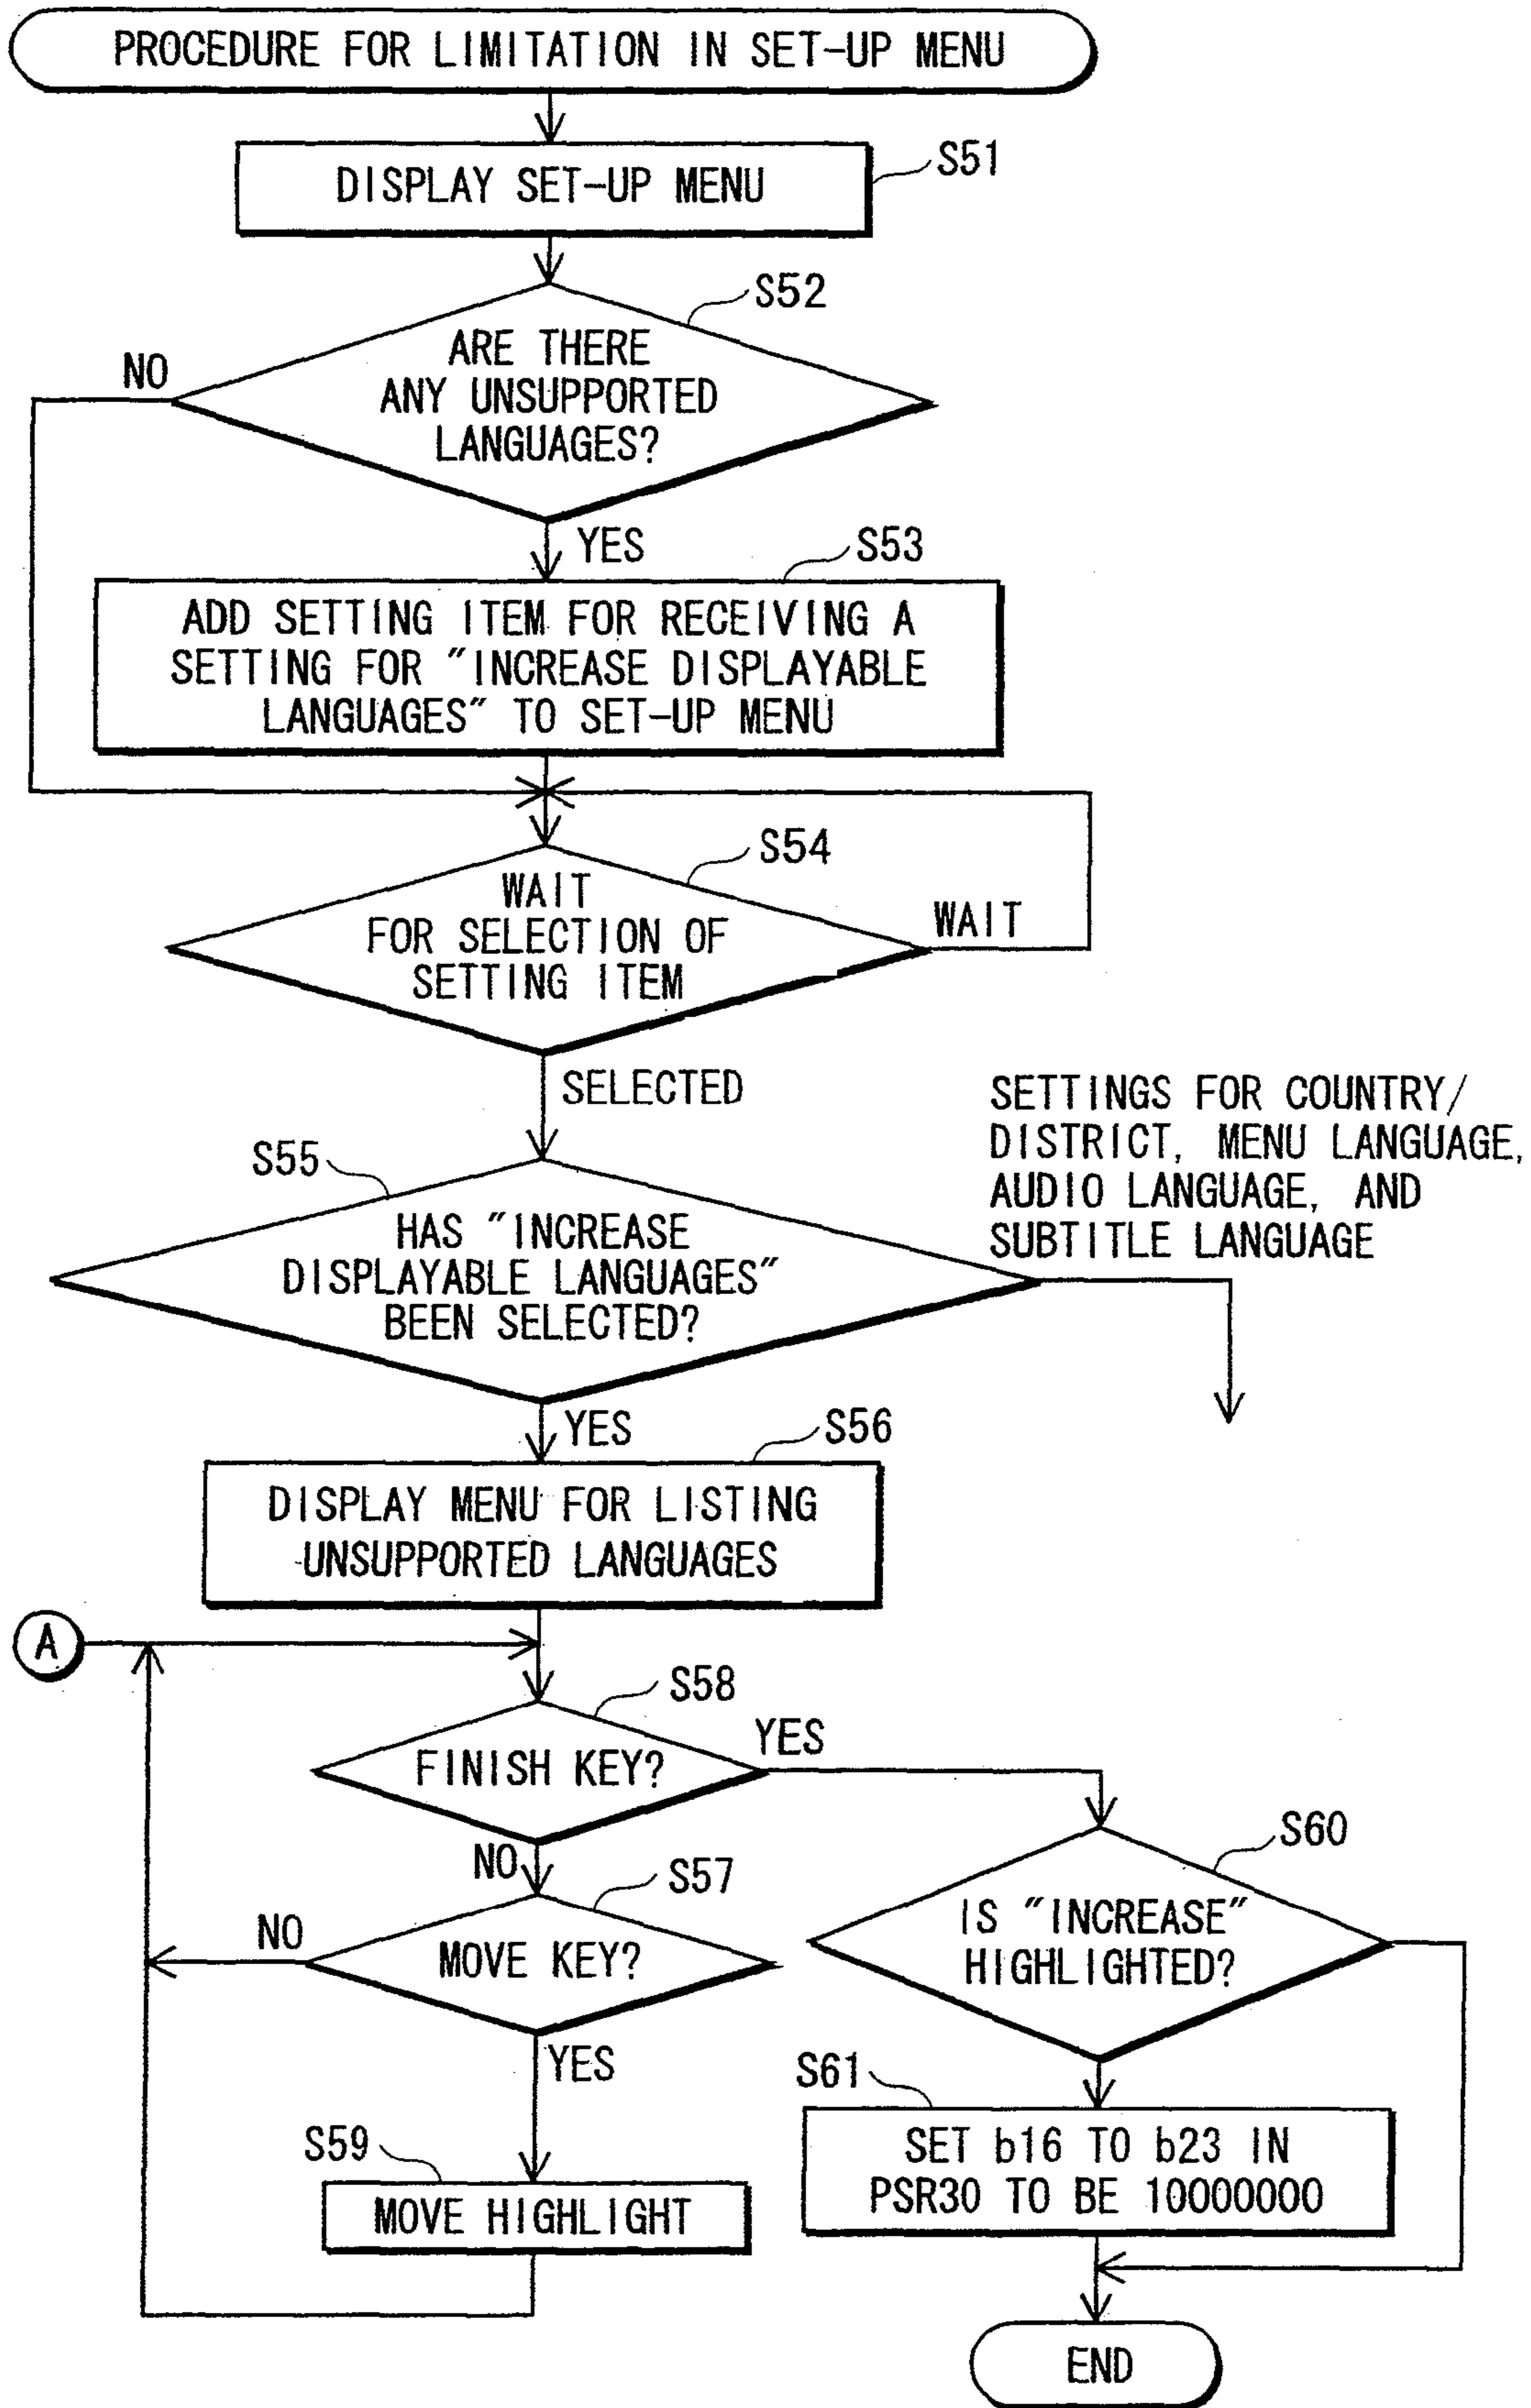 PROCEDURE FOR LIMITATION IN SET-UP MENU
DISPLAY SET-UP MENU
S51
S52
ARE THERE
ANY UNSUPPORTED
LANGUAGES?
NO
YES
S53
ADD SETTING ITEM FOR RECEIVING A
SETTING FOR "INCREASE DISPLAYABLE
LANGUAGES" TO SET-UP MENU
S54
WAIT
FOR SELECTION OF
SETTING ITEM
WAIT
SELECTED
SETTINGS FOR COUNTRY/
DISTRICT, MENU LANGUAGE,
AUDIO LANGUAGE, AND
SUBTITLE LANGUAGE
S55
HAS "INCREASE
DISPLAYABLE LANGUAGES"
BEEN SELECTED?
YES
S56
DISPLAY MENU FOR LISTING
UNSUPPORTED LANGUAGES
A
S58
FINISH KEY?
YES
NO
S57
MOVE KEY?
NO
YES
S60
IS "INCREASE"
HIGHLIGHTED?
S59
MOVE HIGHLIGHT
S61
SET b16 TO b23 IN
PSR30 TO BE 10000000
END